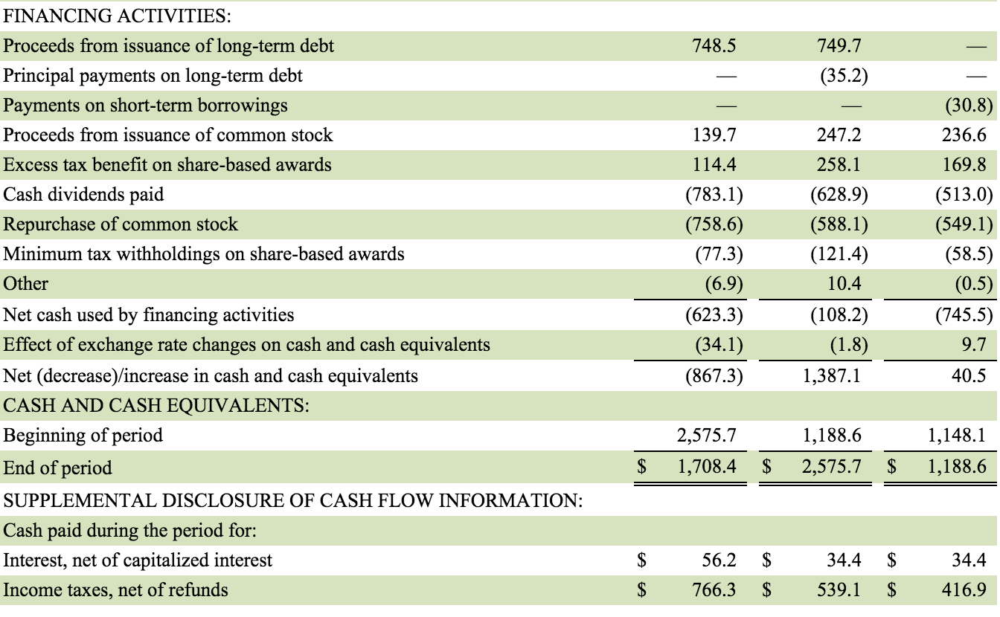 FINANCING ACTIVITIES:
Proceeds from issuance of long-term debt 748.5 749.7 —
Principal payments on long-term debt — (35.2) —
Payments on short-term borrowings — — (30.8)
Proceeds from issuance of common stock 139.7 247.2 236.6
Excess tax benefit on share-based awards 114.4 258.1 169.8
Cash dividends paid (783.1) (628.9) (513.0)
Repurchase of common stock (758.6) (588.1) (549.1)
Minimum tax withholdings on share-based awards (77.3) (121.4) (58.5)
Other (6.9) 10.4 (0.5)
Net cash used by financing activities (623.3) (108.2) (745.5)
Effect of exchange rate changes on cash and cash equivalents (34.1) (1.8) 9.7
Net (decrease)/increase in cash and cash equivalents (867.3) 1,387.1 40.5
CASH AND CASH EQUIVALENTS:
Beginning of period 2,575.7 1,188.6 1,148.1
End of period $ 1,708.4 $ 2,575.7 $ 1,188.6
SUPPLEMENTAL DISCLOSURE OF CASH FLOW INFORMATION:
Cash paid during the period for:
Interest, net of capitalized interest $ 56.2 $ 34.4 $ 34.4
Income taxes, net of refunds $ 766.3 $ 539.1 $ 416.9